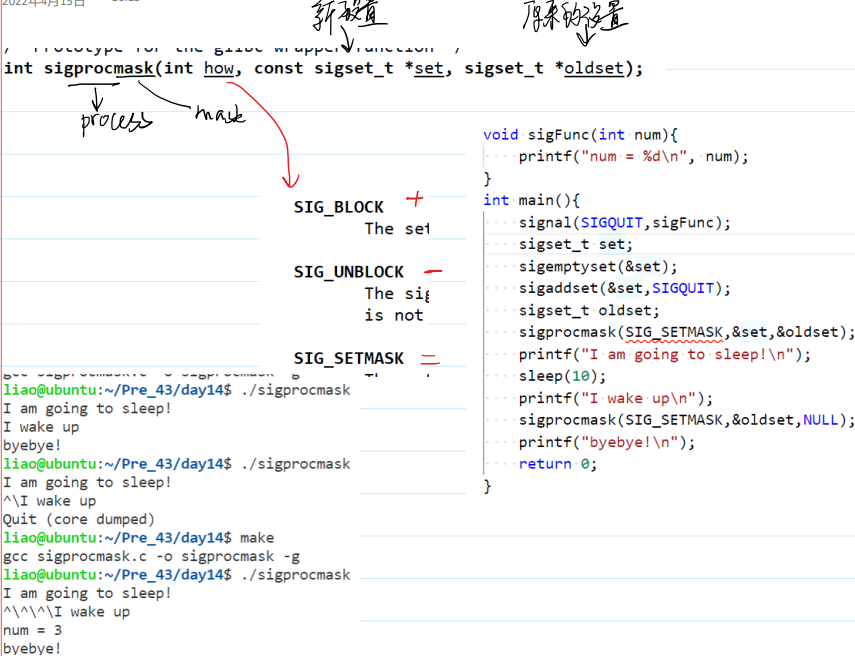 2022年4月15日
新设置
原来的设置
/* Prototype for the glibc wrapper function */
int sigprocmask(int how, const sigset_t *set, sigset_t *oldset);
process
mask
SIG_BLOCK +
The set
SIG_UNBLOCK -
The sig
is not
SIG_SETMASK =
void sigFunc(int num){
····printf("num·=·%d\n",·num);
}
int main(){
····signal(SIGQUIT,sigFunc);
····sigset_t·set;
····sigemptyset(&set);
····sigaddset(&set,SIGQUIT);
····sigset_t·oldset;
····sigprocmask(SIG_SETMASK,&set,&oldset);
····printf("I·am·going·to·sleep!\n");
····sleep(10);
····printf("I·wake·up\n");
····sigprocmask(SIG_SETMASK,&oldset,NULL);
····printf("byebye!\n");
····return·0;
}
gcc sigprocmask.c -o sigprocmask -g
liao@ubuntu:~/Pre_43/day14$ ./sigprocmask
I am going to sleep!
I wake up
byebye!
liao@ubuntu:~/Pre_43/day14$ ./sigprocmask
I am going to sleep!
^\I wake up
Quit (core dumped)
liao@ubuntu:~/Pre_43/day14$ make
gcc sigprocmask.c -o sigprocmask -g
liao@ubuntu:~/Pre_43/day14$ ./sigprocmask
I am going to sleep!
^\^\^\I wake up
num = 3
byebye!